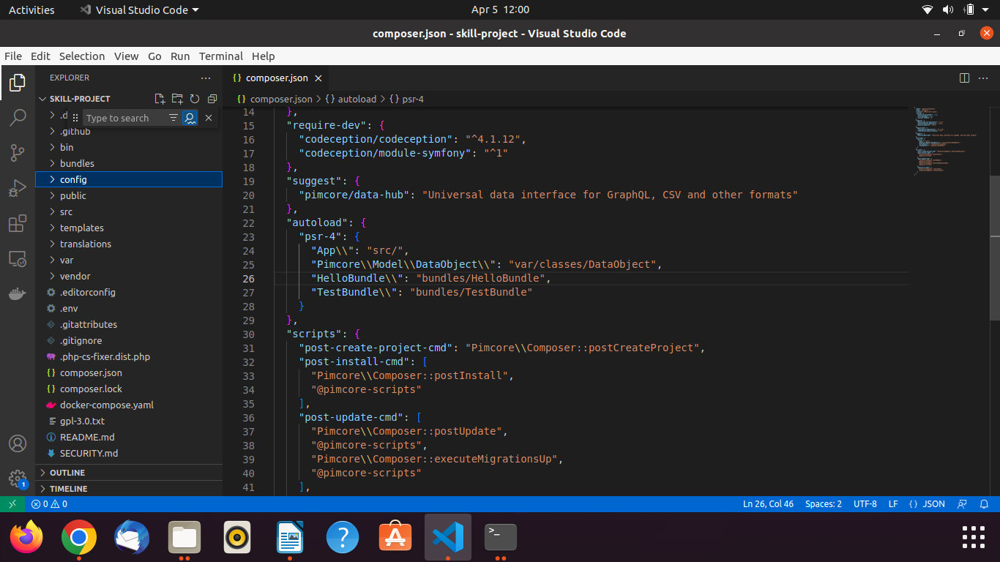 Activities
Visual Studio Code
Apr 5 12:00
composer.json - skill-project - Visual Studio Code
File Edit Selection View Go Run Terminal Help
EXPLORER
SKILL-PROJECT
.d
Type to search
.github
bin
bundles
config
public
src
templates
translations
var
vendor
.editorconfig
.env
.gitattributes
.gitignore
.php-cs-fixer.dist.php
composer.json
composer.lock
docker-compose.yaml
gpl-3.0.txt
README.md
SECURITY.md
OUTLINE
TIMELINE
1
{} composer.json
{} composer.json > {} autoload > {} psr-4
14 },
15 "require-dev": {
16 "codeception/codeception": "^4.1.12",
17 "codeception/module-symfony": "^1"
18 },
19 "suggest": {
20 "pimcore/data-hub": "Universal data interface for GraphQL, CSV and other formats"
21 },
22 "autoload": {
23 "psr-4": {
24 "App\\": "src/",
25 "Pimcore\\Model\\DataObject\\": "var/classes/DataObject",
26 "HelloBundle\\": "bundles/HelloBundle",
27 "TestBundle\\": "bundles/TestBundle"
28 }
29 },
30 "scripts": {
31 "post-create-project-cmd": "Pimcore\\Composer::postCreateProject",
32 "post-install-cmd": [
33 "Pimcore\\Composer::postInstall",
34 "@pimcore-scripts"
35 ],
36 "post-update-cmd": [
37 "Pimcore\\Composer::postUpdate",
38 "@pimcore-scripts",
39 "Pimcore\\Composer::executeMigrationsUp",
40 "@pimcore-scripts"
41 ],
0 0
Ln 26, Col 46 Spaces: 2 UTF-8 LF {} JSON